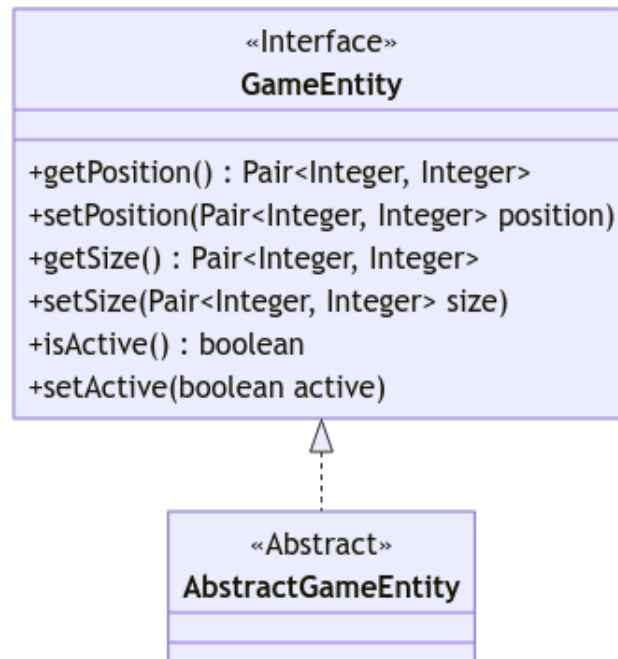 «Interface»
GameEntity
+getPosition() : Pair<Integer, Integer>
+setPosition(Pair<Integer, Integer> position)
+getSize() : Pair<Integer, Integer>
+setSize(Pair<Integer, Integer> size)
+isActive() : boolean
+setActive(boolean active)
«Abstract»
AbstractGameEntity